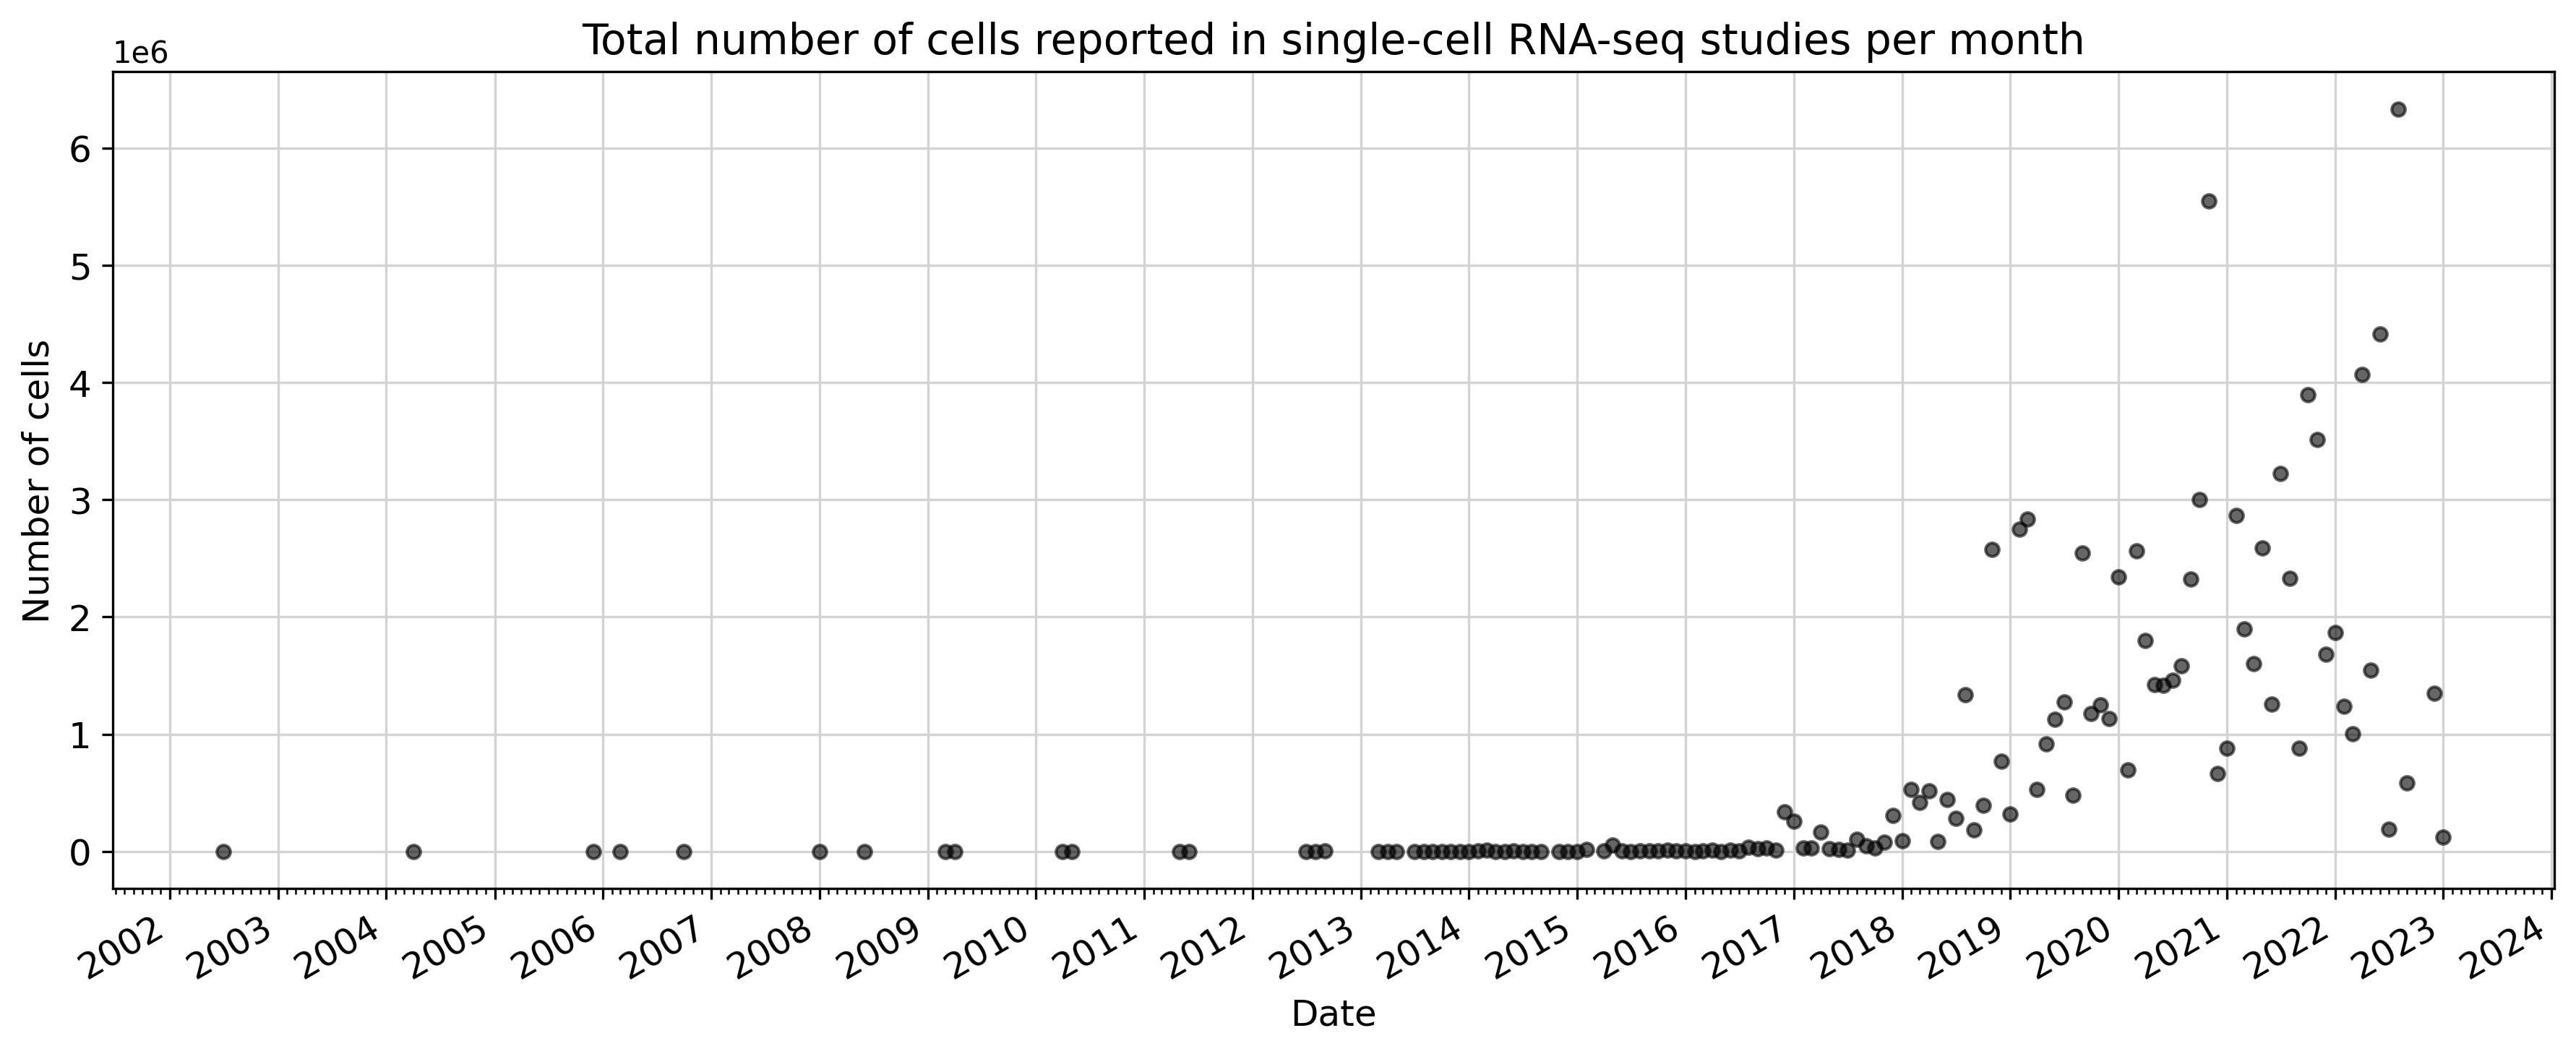 Total number of cells reported in single-cell RNA-seq studies per month
1e6
6
5
4
3
2
1
0
Number of cells
2002 2003 2004 2005 2006 2007 2008 2009 2010 2011 2012 2013 2014 2015 2016 2017 2018 2019 2020 2021 2022 2023 2024
Date